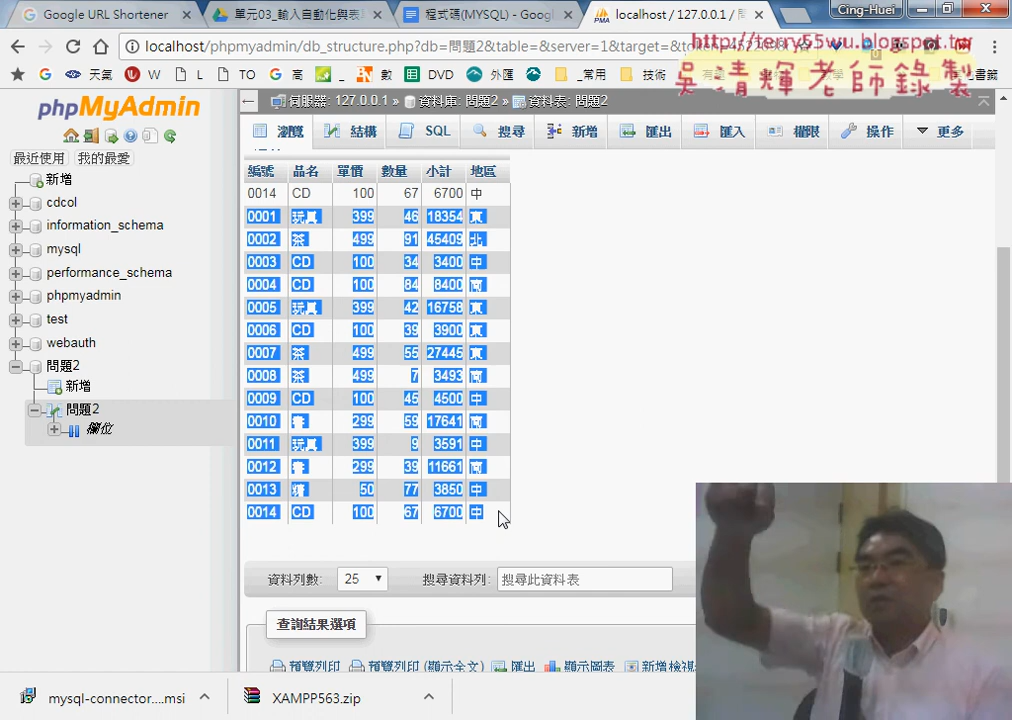 Google URL Shortener
單元03_輸入自動化與表
程式碼(MYSQL) - Googl
localhost / 127.0.0.1 / 問
Cing-Huei
localhost/phpmyadmin/db_structure.php?db=問題2&table=&server=1&target=&tok
http://terry55wu.blogspot.tw
吳清輝老師錄製
天氣
W
L
TO
高
_
數
DVD
外匯
_常用
技術
書籤
phpMyAdmin
伺服器: 127.0.0.1 » 資料庫: 問題2 » 資料表: 問題2
瀏覽 結構 SQL 搜尋 新增 匯出 匯入 權限 操作 更多
最近使用 我的最愛
新增
cdcol
information_schema
mysql
performance_schema
phpmyadmin
test
webauth
問題2
新增
問題2
欄位
編號 品名 單價 數量 小計 地區
0014 CD 100 67 6700 中
0001 玩具 399 46 18354 東
0002 茶 499 91 45409 北
0003 CD 100 34 3400 中
0004 CD 100 84 8400 南
0005 玩具 399 42 16758 東
0006 CD 100 39 3900 東
0007 茶 499 55 27445 東
0008 茶 499 7 3493 南
0009 CD 100 45 4500 中
0010 書 299 59 17641 南
0011 玩具 399 9 3591 中
0012 書 299 39 11661 南
0013 糖 50 77 3850 中
0014 CD 100 67 6700 中
資料列數: 25 搜尋資料列: 搜尋此資料表
查詢結果選項
預覽列印 預覽列印 (顯示全文) 匯出 顯示圖表 新增檢視
mysql-connector....msi
XAMPP563.zip